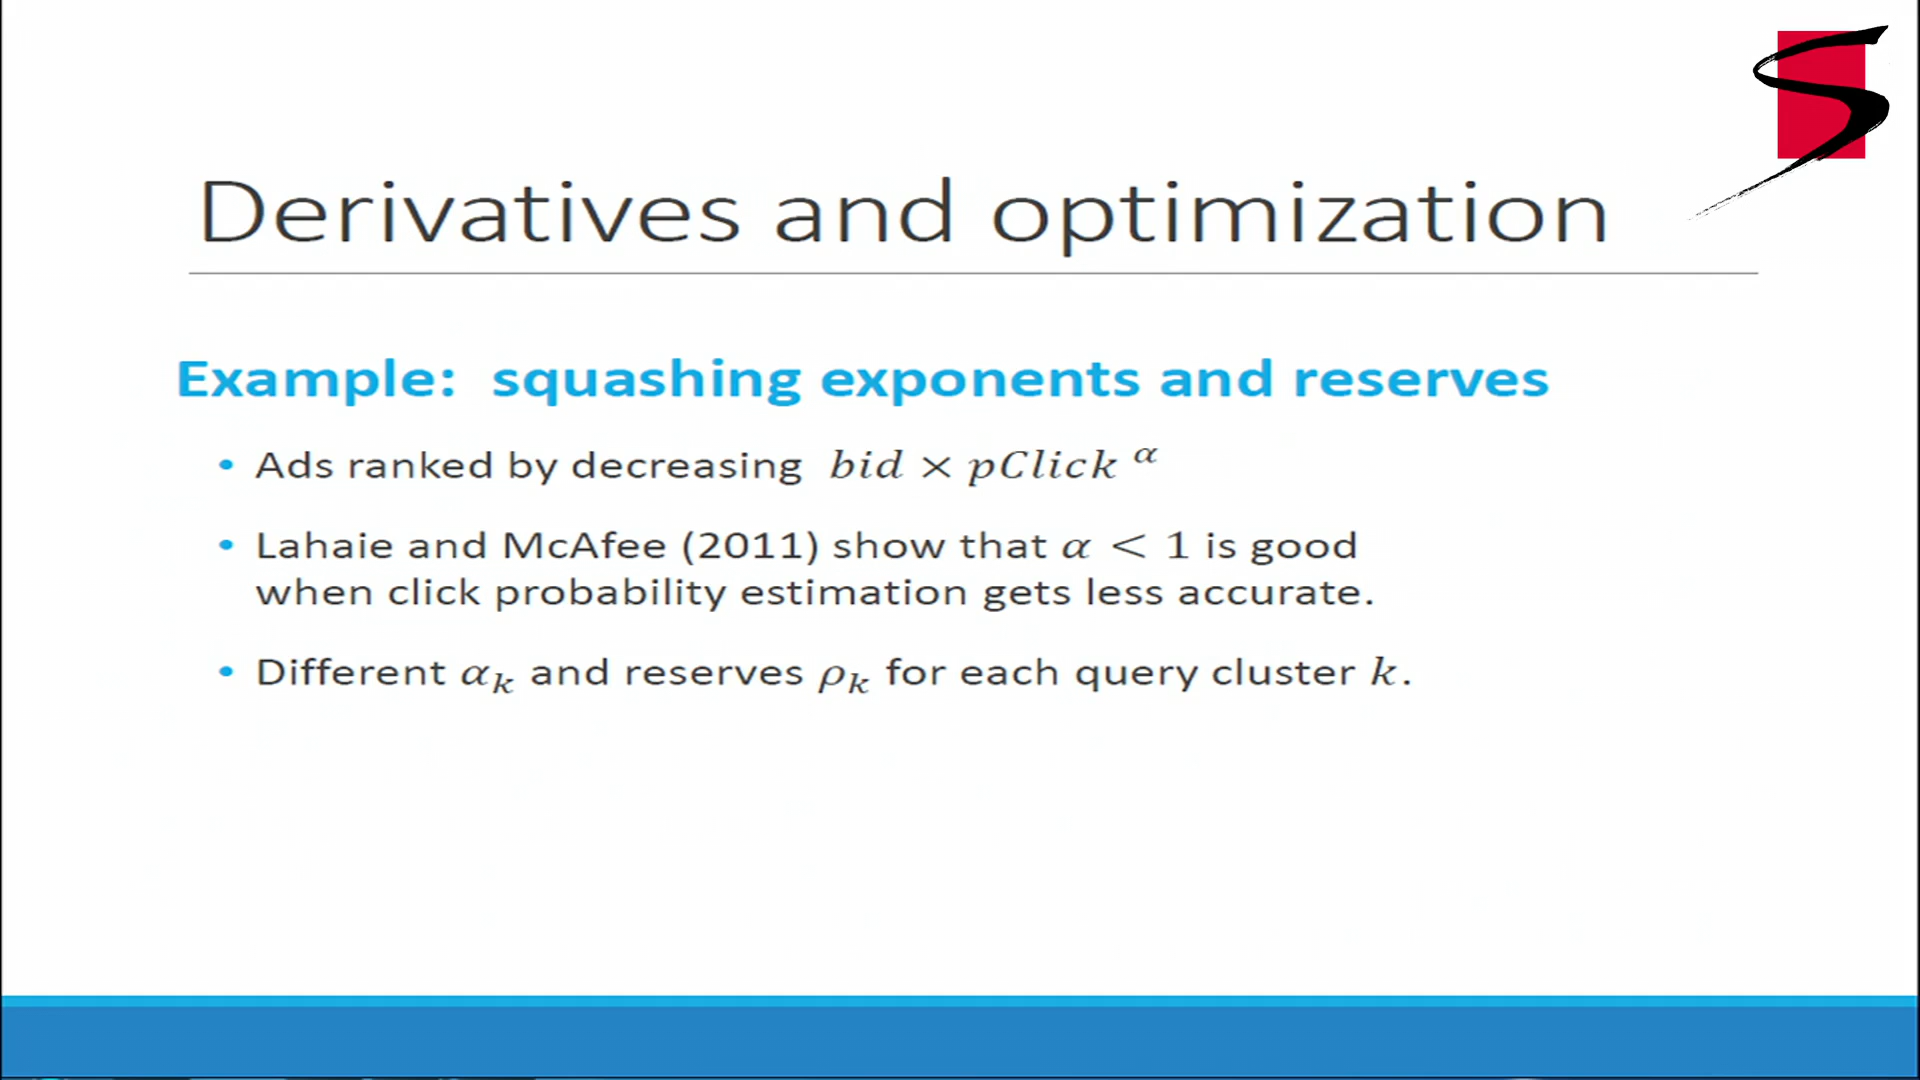 Derivatives and optimization
Example: squashing exponents and reserves
• Ads ranked by decreasing bid × pClick ^α
• Lahaie and McAfee (2011) show that α < 1 is good
when click probability estimation gets less accurate.
• Different α_k and reserves ρ_k for each query cluster k.